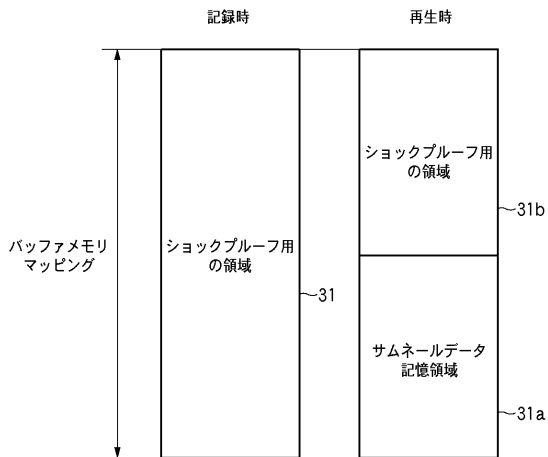 記録時
再生時
バッファメモリ
マッピング
ショックプルーフ用
の領域
31
ショックプルーフ用
の領域
31b
サムネールデータ
記憶領域
31a